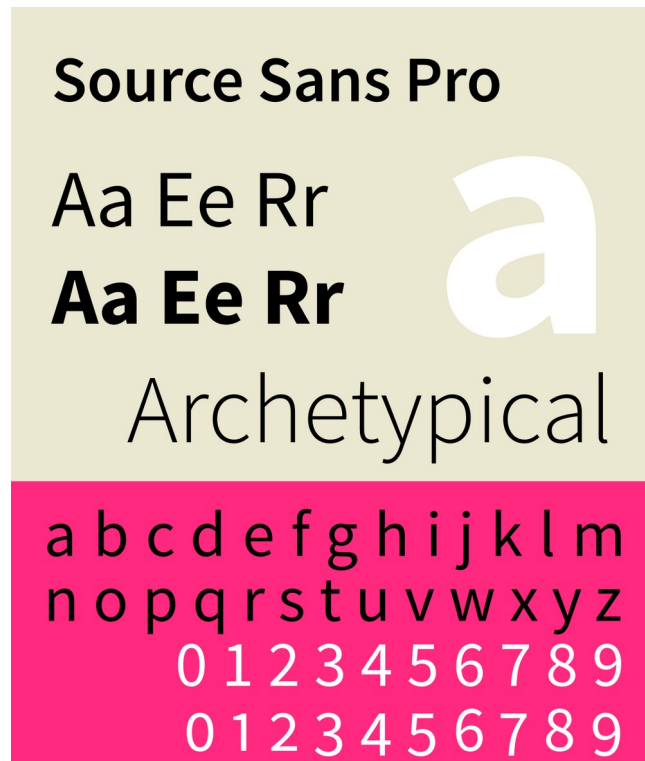 Source Sans Pro
Aa Ee Rr
a
Aa Ee Rr
Archetypical
a b c d e f g h i j k l m
n o p q r s t u v w x y z
0 1 2 3 4 5 6 7 8 9
0 1 2 3 4 5 6 7 8 9